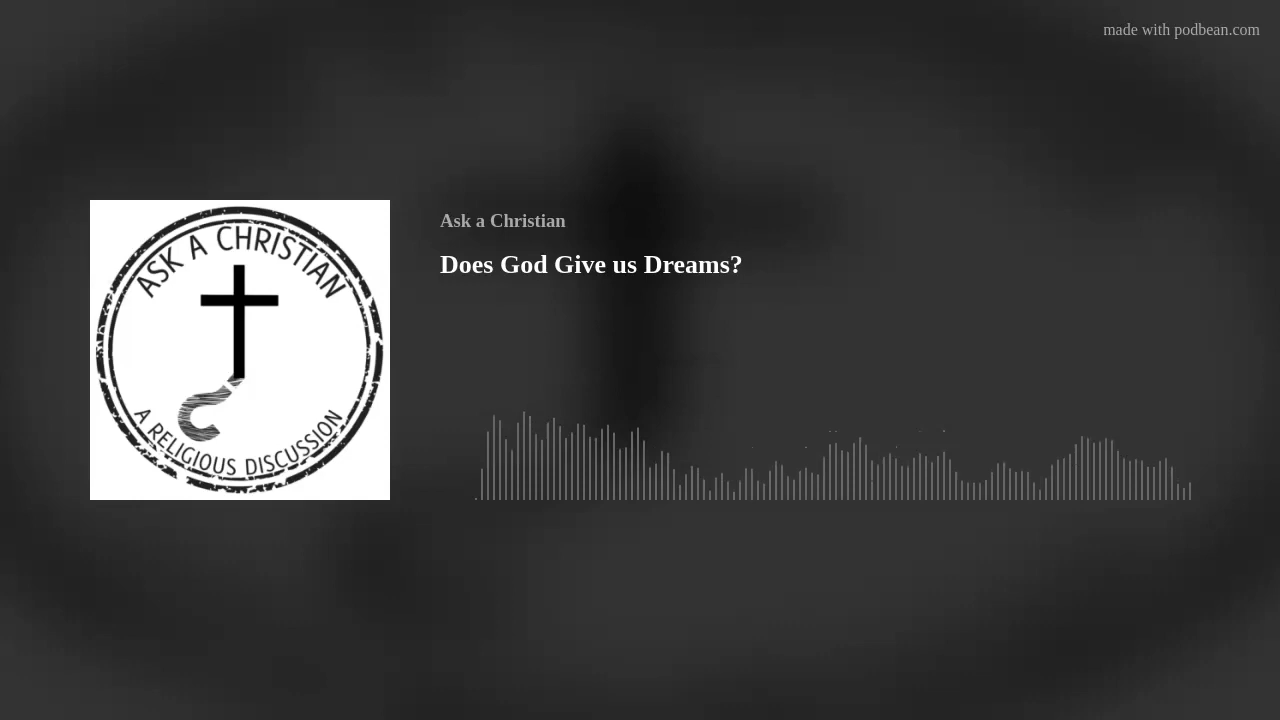 made with podbean.com
ASK A CHRISTIAN
A RELIGIOUS DISCUSSION
Ask a Christian
Does God Give us Dreams?